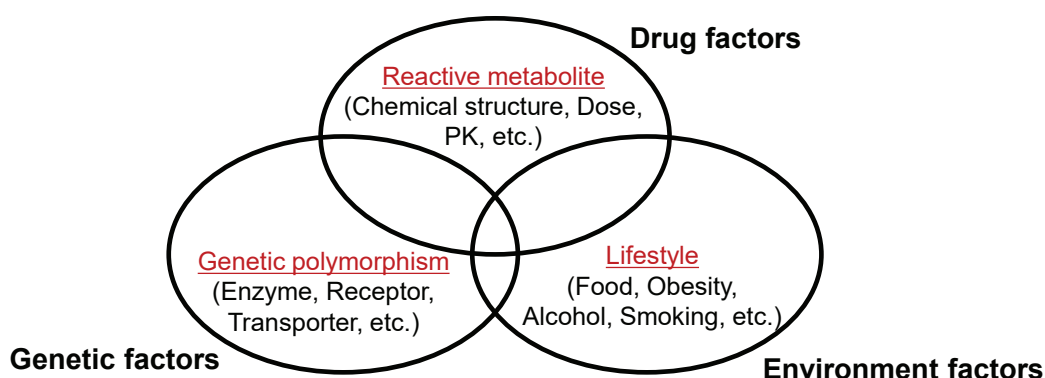 Drug factors
Reactive metabolite
(Chemical structure, Dose,
PK, etc.)
Genetic polymorphism
(Enzyme, Receptor,
Transporter, etc.)
Lifestyle
(Food, Obesity,
Alcohol, Smoking, etc.)
Genetic factors
Environment factors